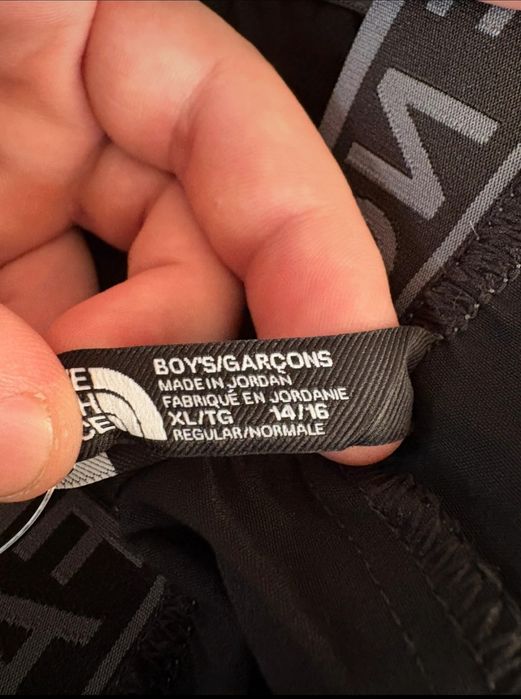 BOY'S/GARÇONS
MADE IN JORDAN
FABRIQUÉ EN JORDANIE
XL/TG 14/16
REGULAR/NORMALE